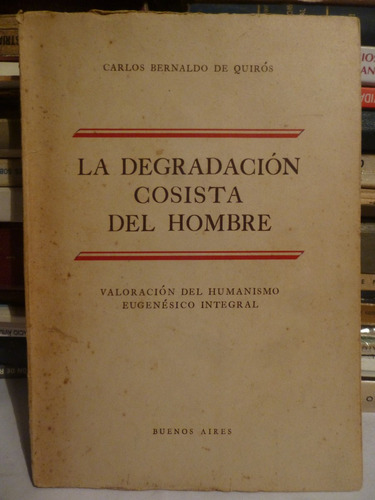 CARLOS BERNALDO DE QUIRÓS
LA DEGRADACIÓN
COSISTA
DEL HOMBRE
VALORACIÓN DEL HUMANISMO
EUGENÉSICO INTEGRAL
BUENOS AIRES